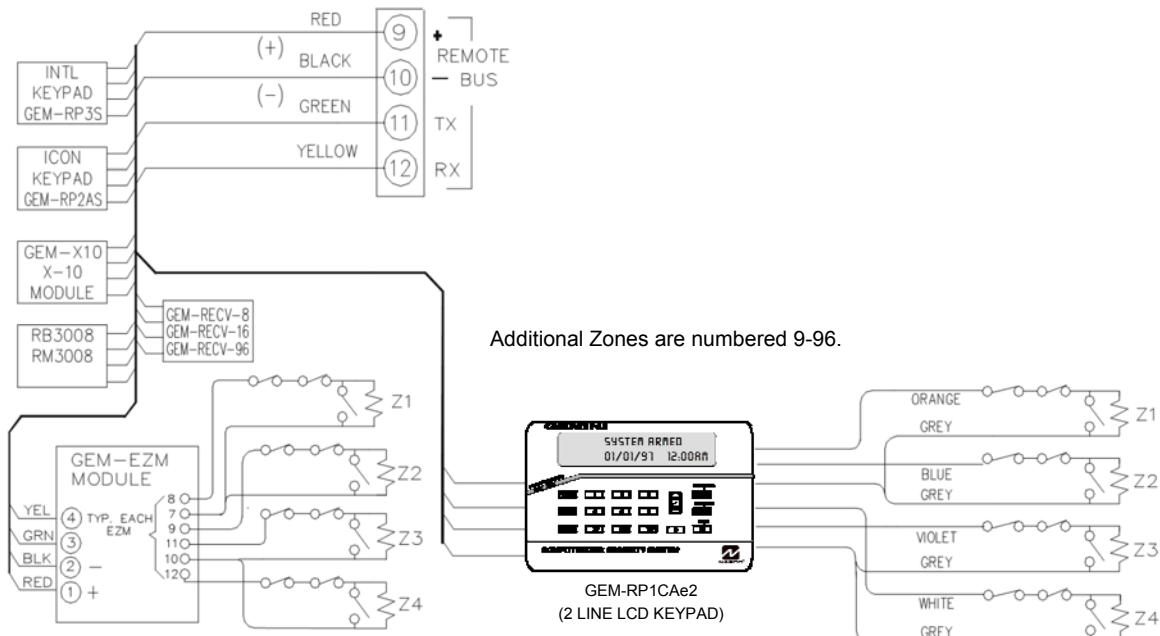 RED
9
+
REMOTE
(+)
BLACK
10
— BUS
(-)
GREEN
11
TX
YELLOW
12
RX
INTL
KEYPAD
GEM-RP3S
ICON
KEYPAD
GEM-RP2AS
GEM-X10
X-10
MODULE
RB3008
RM3008
GEM-RECV-8
GEM-RECV-16
GEM-RECV-96
Additional Zones are numbered 9-96.
GEM-EZM
MODULE
YEL
4
TYP. EACH
EZM
GRN
3
BLK
2
-
RED
1
+
8
7
9
11
10
12
Z1
Z2
Z3
Z4
SYSTEM ARMED
01/01/97 12:00AM
GEM-RP1CAe2
(2 LINE LCD KEYPAD)
ORANGE
GREY
Z1
BLUE
GREY
Z2
VIOLET
GREY
Z3
WHITE
GREY
Z4